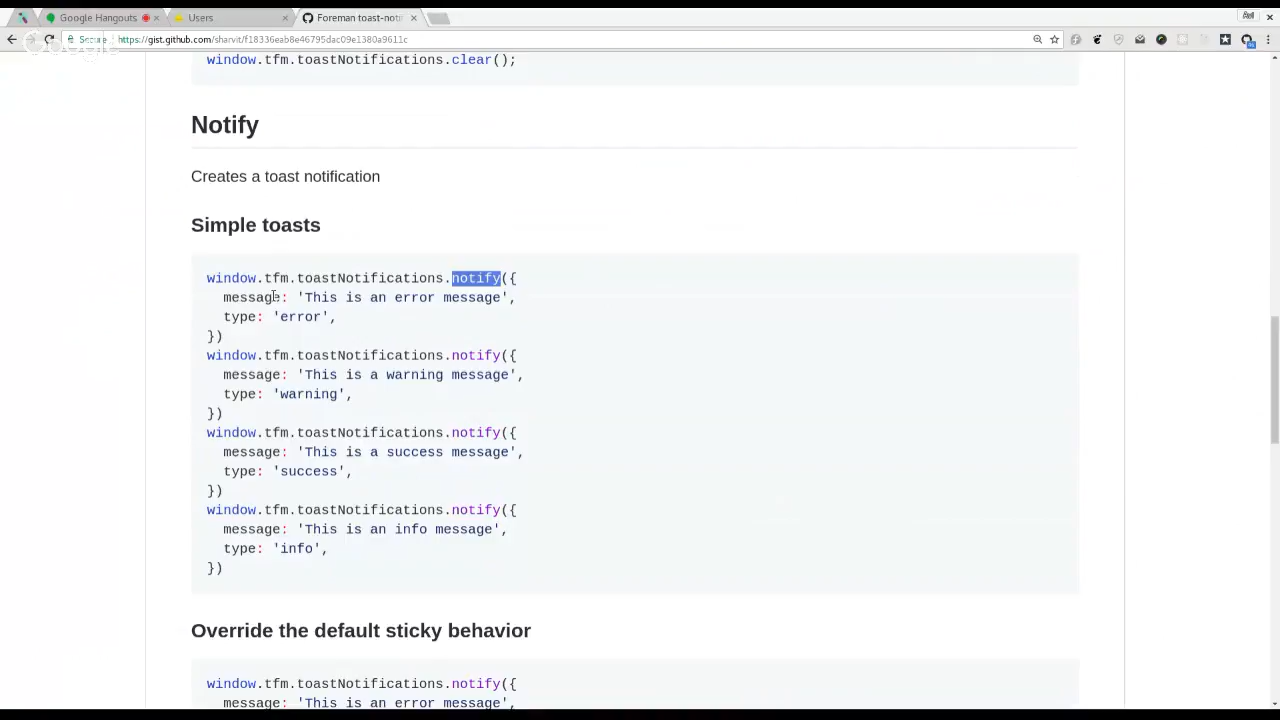 Google Hangouts
Users
Foreman toast-noti
Secure
https://gist.github.com/sharvit/f18336eab8e46795dac09e1380a9611c
Google
window.tfm.toastNotifications.clear();
Notify
Creates a toast notification
Simple toasts
window.tfm.toastNotifications.notify({
  message: 'This is an error message',
  type: 'error',
})
window.tfm.toastNotifications.notify({
  message: 'This is a warning message',
  type: 'warning',
})
window.tfm.toastNotifications.notify({
  message: 'This is a success message',
  type: 'success',
})
window.tfm.toastNotifications.notify({
  message: 'This is an info message',
  type: 'info',
})
Override the default sticky behavior
window.tfm.toastNotifications.notify({
  message: 'This is an error message',